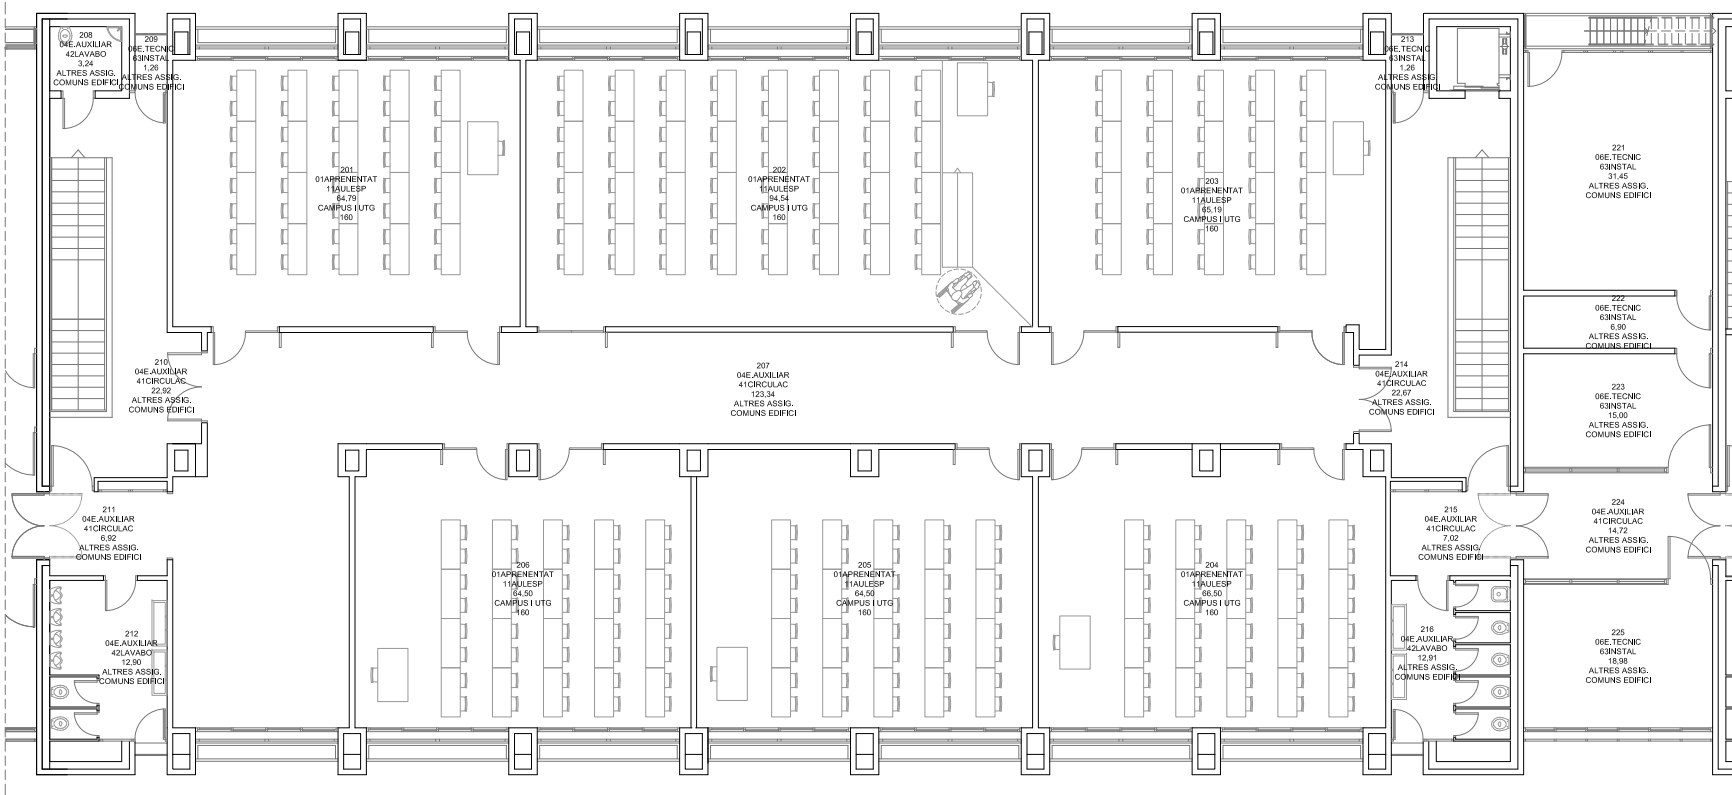 208
04E.AUXILIAR
42LAVABO
3,24
ALTRES ASSIG.
COMUNS EDIFICI
209
06E.TECNIC
63INSTAL
1,26
ALTRES ASSIG.
COMUNS EDIFICI
213
06E.TECNIC
63INSTAL
1,26
ALTRES ASSIG.
COMUNS EDIFICI
201
01APRENENTAT
11AULESP
64,79
CAMPUS I UTG
160
202
01APRENENTAT
11AULESP
94,54
CAMPUS I UTG
160
203
01APRENENTAT
11AULESP
65,19
CAMPUS I UTG
160
221
06E.TECNIC
63INSTAL
31,45
ALTRES ASSIG.
COMUNS EDIFICI
222
06E.TECNIC
63INSTAL
6,90
ALTRES ASSIG.
COMUNS EDIFICI
210
04E.AUXILIAR
41CIRCULAC
22,92
ALTRES ASSIG.
COMUNS EDIFICI
207
04E.AUXILIAR
41CIRCULAC
123,34
ALTRES ASSIG.
COMUNS EDIFICI
214
04E.AUXILIAR
41CIRCULAC
22,67
ALTRES ASSIG.
COMUNS EDIFICI
223
06E.TECNIC
63INSTAL
15,00
ALTRES ASSIG.
COMUNS EDIFICI
211
04E.AUXILIAR
41CIRCULAC
6,92
ALTRES ASSIG.
COMUNS EDIFICI
215
04E.AUXILIAR
41CIRCULAC
7,02
ALTRES ASSIG.
COMUNS EDIFICI
224
04E.AUXILIAR
41CIRCULAC
14,72
ALTRES ASSIG.
COMUNS EDIFICI
206
01APRENENTAT
11AULESP
64,50
CAMPUS I UTG
160
205
01APRENENTAT
11AULESP
64,50
CAMPUS I UTG
160
204
01APRENENTAT
11AULESP
66,50
CAMPUS I UTG
160
212
04E.AUXILIAR
42LAVABO
12,90
ALTRES ASSIG.
COMUNS EDIFICI
216
04E.AUXILIAR
42LAVABO
12,91
ALTRES ASSIG.
COMUNS EDIFICI
225
06E.TECNIC
63INSTAL
18,98
ALTRES ASSIG.
COMUNS EDIFICI